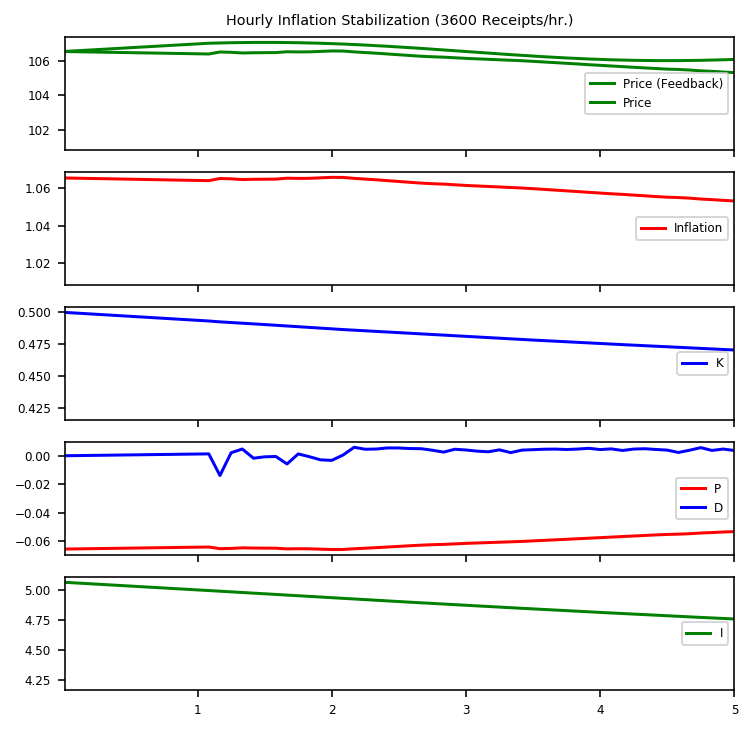 Hourly Inflation Stabilization (3600 Receipts/hr.)
106
104
102
Price (Feedback)
Price
1.06
1.04
1.02
Inflation
0.500
0.475
0.450
0.425
K
0.00
−0.02
−0.04
−0.06
P
D
5.00
4.75
4.50
4.25
I
1 2 3 4 5